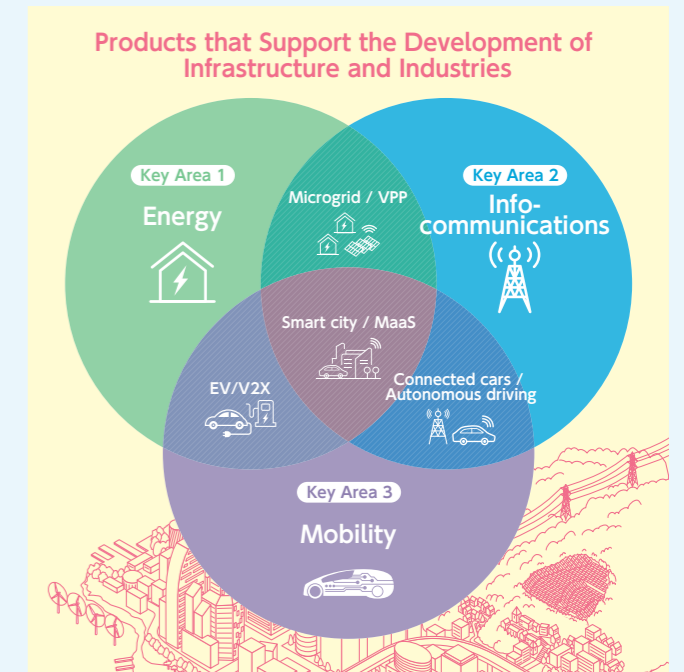 Products that Support the Development of
Infrastructure and Industries
Key Area 1
Energy
Key Area 2
Info-
communications
Microgrid / VPP
Smart city / MaaS
EV/V2X
Connected cars /
Autonomous driving
Key Area 3
Mobility